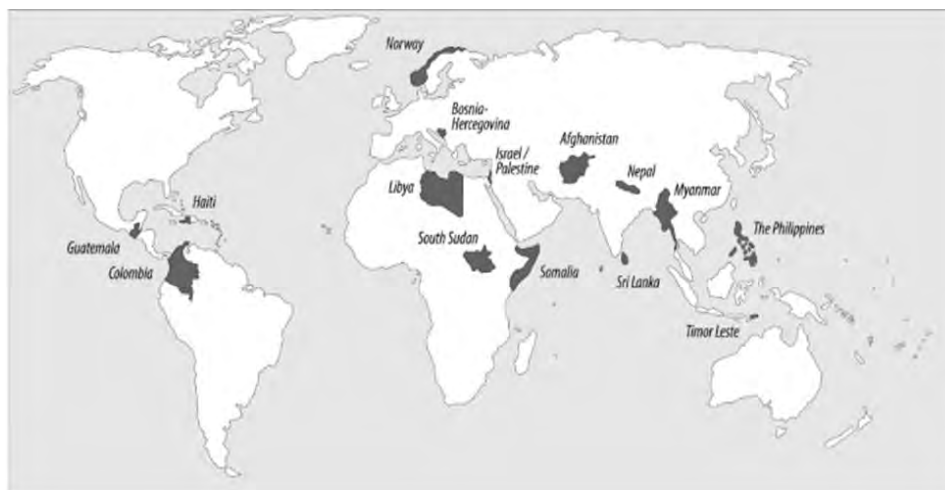 Norway
Bosnia-
Hercegovina
Afghanistan
Israel /
Palestine
Nepal
Libya
Myanmar
Haiti
Guatemala
South Sudan
The Philippines
Colombia
Somalia
Sri Lanka
Timor Leste